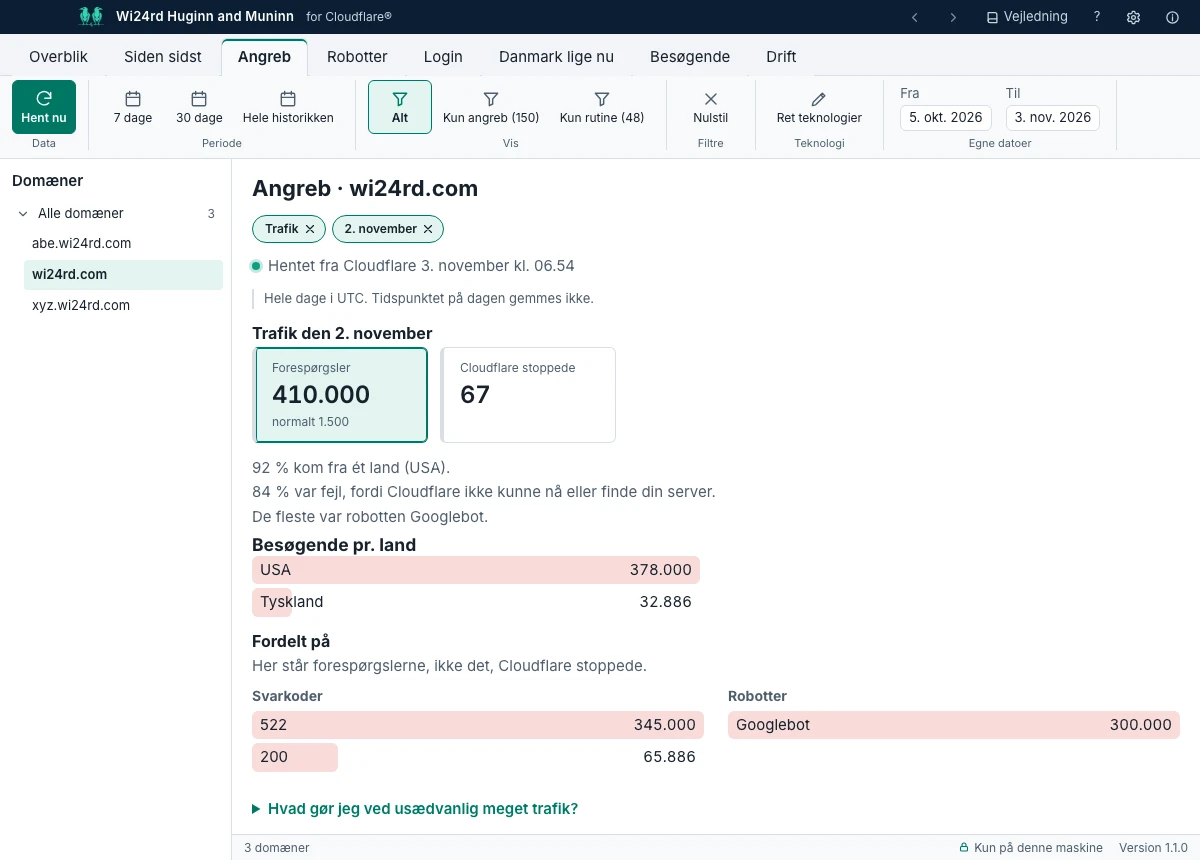 Wi24rd Huginn and Muninn for Cloudflare®
Vejledning ?
Overblik Siden sidst Angreb Robotter Login Danmark lige nu Besøgende Drift
Hent nu
Data
7 dage 30 dage Hele historikken
Periode
Alt Kun angreb (150) Kun rutine (48)
Vis
Nulstil
Filtre
Ret teknologier
Teknologi
Fra Til
5. okt. 2026 3. nov. 2026
Egne datoer
Domæner
Alle domæner 3
abe.wi24rd.com
wi24rd.com
xyz.wi24rd.com
Angreb · wi24rd.com
Trafik 2. november
Hentet fra Cloudflare 3. november kl. 06.54
Hele dage i UTC. Tidspunktet på dagen gemmes ikke.
Trafik den 2. november
Forespørgsler
410.000
normalt 1.500
Cloudflare stoppede
67
92 % kom fra ét land (USA).
84 % var fejl, fordi Cloudflare ikke kunne nå eller finde din server.
De fleste var robotten Googlebot.
Besøgende pr. land
USA 378.000
Tyskland 32.886
Fordelt på
Her står forespørgslerne, ikke det, Cloudflare stoppede.
Svarkoder
522 345.000
200 65.886
Robotter
Googlebot 300.000
Hvad gør jeg ved usædvanlig meget trafik?
3 domæner Kun på denne maskine Version 1.1.0